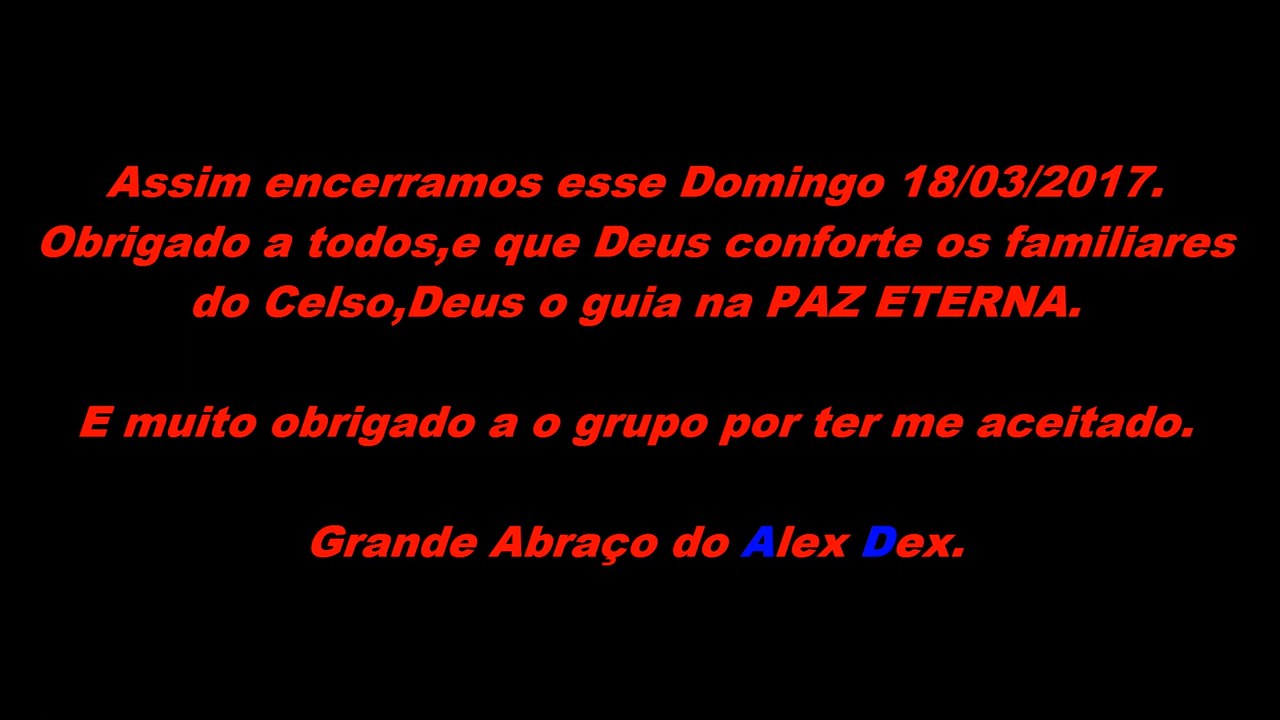 Assim encerramos esse Domingo 18/03/2017.
Obrigado a todos,e que Deus conforte os familiares
do Celso,Deus o guia na PAZ ETERNA.
E muito obrigado a o grupo por ter me aceitado.
Grande Abraço do Alex Dex.